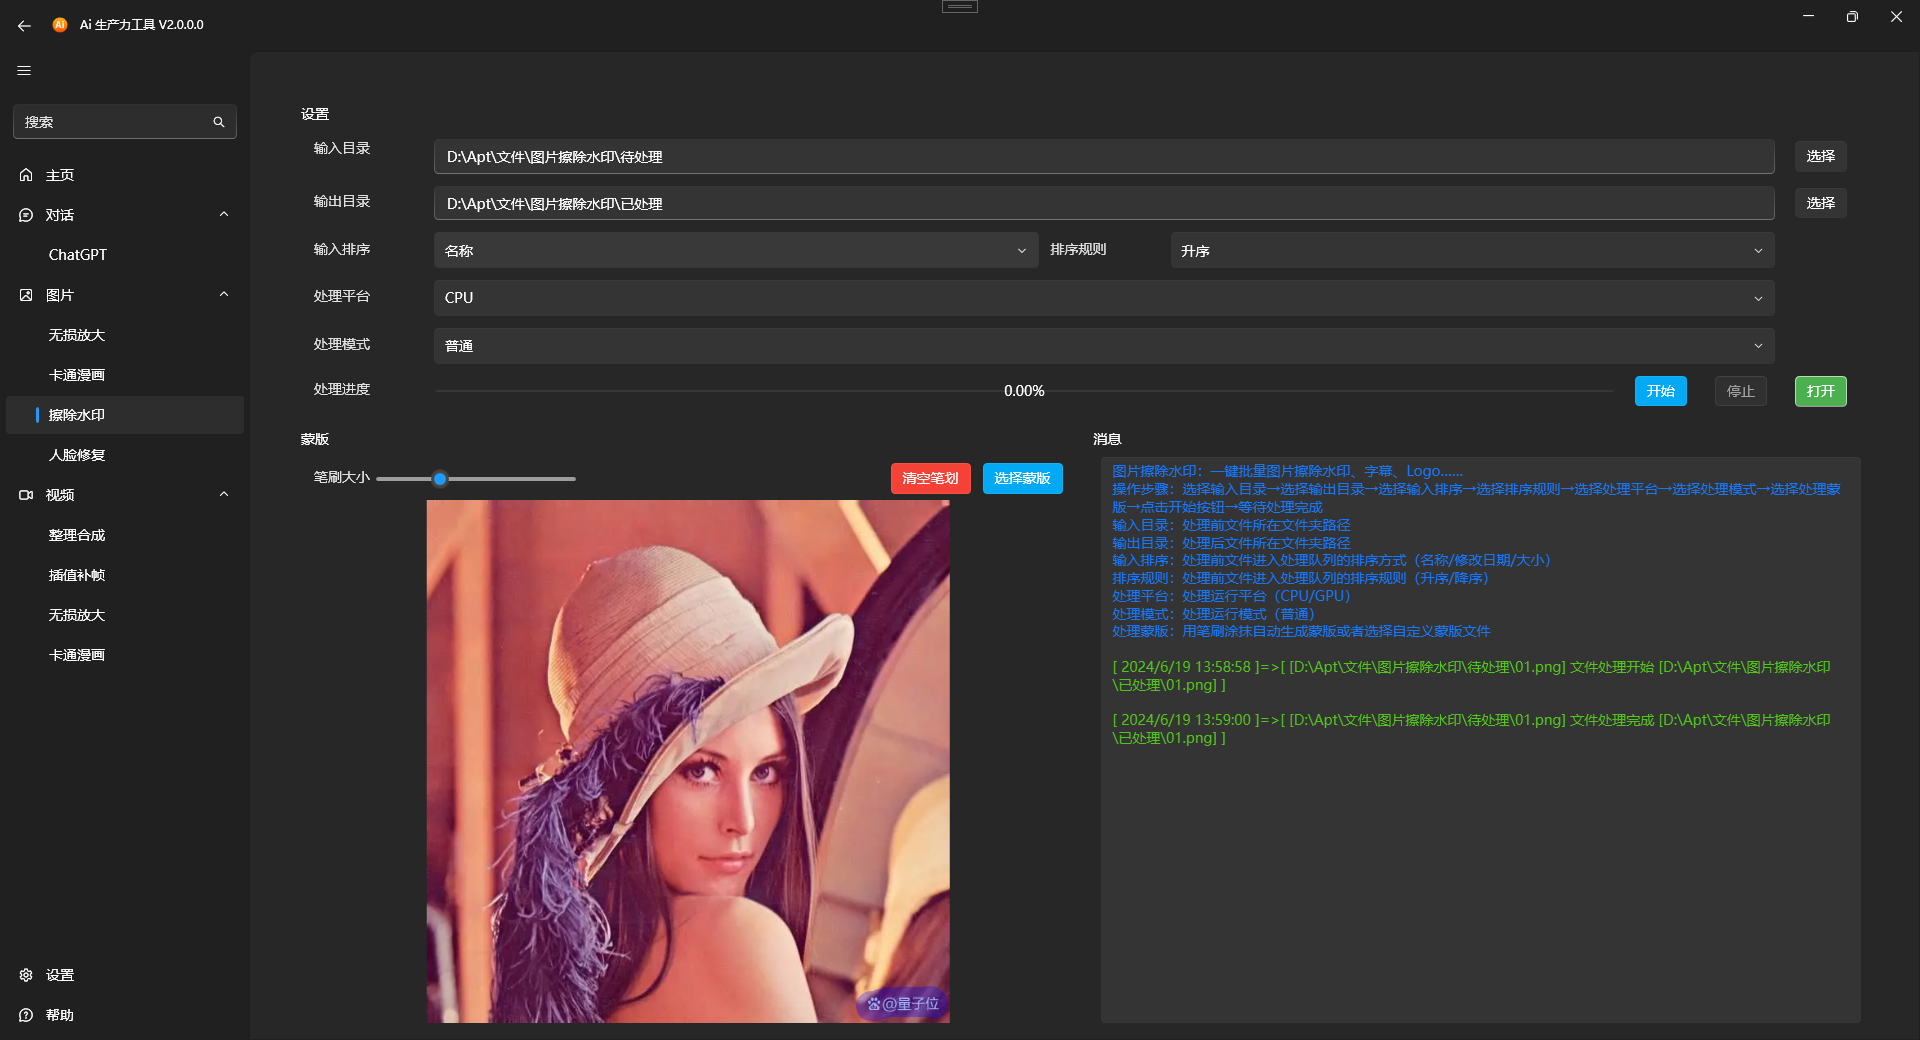 Ai 生产力工具 V2.0.0.0
搜索
主页
对话
ChatGPT
图片
无损放大
卡通漫画
擦除水印
人脸修复
视频
整理合成
插值补帧
无损放大
卡通漫画
设置
帮助
设置
输入目录
D:\Apt\文件\图片擦除水印\待处理
选择
输出目录
D:\Apt\文件\图片擦除水印\已处理
选择
输入排序
名称
排序规则
升序
处理平台
CPU
处理模式
普通
处理进度
0.00%
开始
停止
打开
蒙版
笔刷大小
清空笔划
选择蒙版
@量子位
消息
图片擦除水印：一键批量图片擦除水印、字幕、Logo......
操作步骤：选择输入目录→选择输出目录→选择输入排序→选择排序规则→选择处理平台→选择处理模式→选择处理蒙
版→点击开始按钮→等待处理完成
输入目录：处理前文件所在文件夹路径
输出目录：处理后文件所在文件夹路径
输入排序：处理前文件进入处理队列的排序方式（名称/修改日期/大小）
排序规则：处理前文件进入处理队列的排序规则（升序/降序）
处理平台：处理运行平台（CPU/GPU）
处理模式：处理运行模式（普通）
处理蒙版：用笔刷涂抹自动生成蒙版或者选择自定义蒙版文件
[ 2024/6/19 13:58:58 ]=>[ [D:\Apt\文件\图片擦除水印\待处理\01.png] 文件处理开始 [D:\Apt\文件\图片擦除水印
\已处理\01.png] ]
[ 2024/6/19 13:59:00 ]=>[ [D:\Apt\文件\图片擦除水印\待处理\01.png] 文件处理完成 [D:\Apt\文件\图片擦除水印
\已处理\01.png] ]